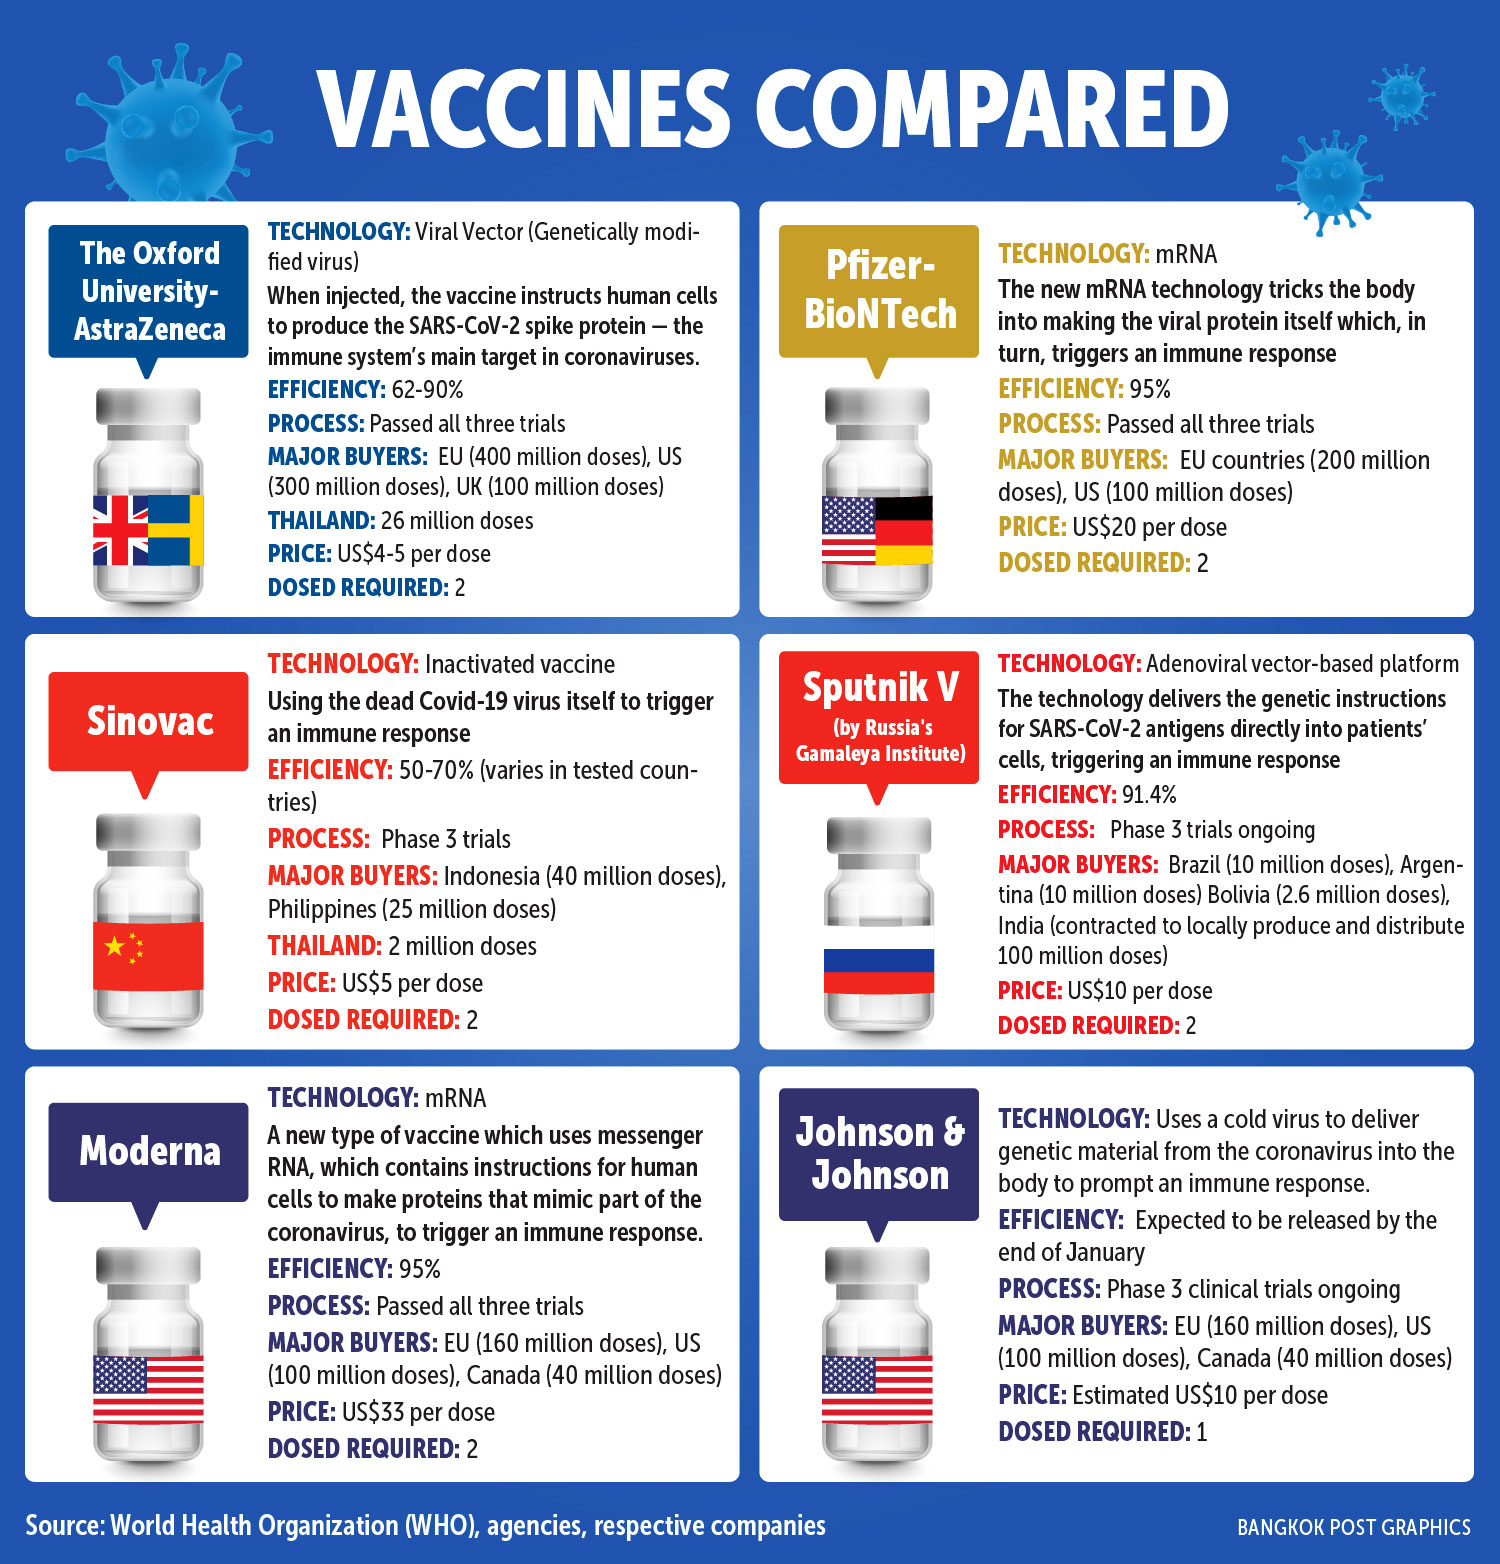 VACCINES COMPARED
The Oxford
University-
AstraZeneca
TECHNOLOGY: Viral Vector (Genetically modi-
fied virus)
When injected, the vaccine instructs human cells
to produce the SARS-CoV-2 spike protein — the
immune system's main target in coronaviruses.
EFFICIENCY: 62-90%
PROCESS: Passed all three trials
MAJOR BUYERS: EU (400 million doses), US
(300 million doses), UK (100 million doses)
THAILAND: 26 million doses
PRICE: US$4-5 per dose
DOSED REQUIRED: 2
Pfizer-
BioNTech
TECHNOLOGY: mRNA
The new mRNA technology tricks the body
into making the viral protein itself which, in
turn, triggers an immune response
EFFICIENCY: 95%
PROCESS: Passed all three trials
MAJOR BUYERS: EU countries (200 million
doses), US (100 million doses)
PRICE: US$20 per dose
DOSED REQUIRED: 2
Sinovac
TECHNOLOGY: Inactivated vaccine
Using the dead Covid-19 virus itself to trigger
an immune response
EFFICIENCY: 50-70% (varies in tested coun-
tries)
PROCESS: Phase 3 trials
MAJOR BUYERS: Indonesia (40 million doses),
Philippines (25 million doses)
THAILAND: 2 million doses
PRICE: US$5 per dose
DOSED REQUIRED: 2
Sputnik V
(by Russia's
Gamaleya Institute)
TECHNOLOGY: Adenoviral vector-based platform
The technology delivers the genetic instructions
for SARS-CoV-2 antigens directly into patients'
cells, triggering an immune response
EFFICIENCY: 91.4%
PROCESS: Phase 3 trials ongoing
MAJOR BUYERS: Brazil (10 million doses), Argen-
tina (10 million doses) Bolivia (2.6 million doses),
India (contracted to locally produce and distribute
100 million doses)
PRICE: US$10 per dose
DOSED REQUIRED: 2
Moderna
TECHNOLOGY: mRNA
A new type of vaccine which uses messenger
RNA, which contains instructions for human
cells to make proteins that mimic part of the
coronavirus, to trigger an immune response.
EFFICIENCY: 95%
PROCESS: Passed all three trials
MAJOR BUYERS: EU (160 million doses), US
(100 million doses), Canada (40 million doses)
PRICE: US$33 per dose
DOSED REQUIRED: 2
Johnson &
Johnson
TECHNOLOGY: Uses a cold virus to deliver
genetic material from the coronavirus into the
body to prompt an immune response.
EFFICIENCY: Expected to be released by the
end of January
PROCESS: Phase 3 clinical trials ongoing
MAJOR BUYERS: EU (160 million doses), US
(100 million doses), Canada (40 million doses)
PRICE: Estimated US$10 per dose
DOSED REQUIRED: 1
Source: World Health Organization (WHO), agencies, respective companies
BANGKOK POST GRAPHICS